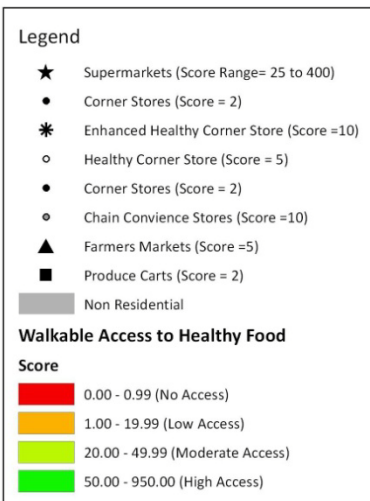 Legend
Supermarkets (Score Range= 25 to 400)
Corner Stores (Score = 2)
Enhanced Healthy Corner Store (Score =10)
Healthy Corner Store (Score = 5)
Corner Stores (Score = 2)
Chain Convience Stores (Score =10)
Farmers Markets (Score =5)
Produce Carts (Score = 2)
Non Residential
Walkable Access to Healthy Food
Score
0.00 - 0.99 (No Access)
1.00 - 19.99 (Low Access)
20.00 - 49.99 (Moderate Access)
50.00 - 950.00 (High Access)